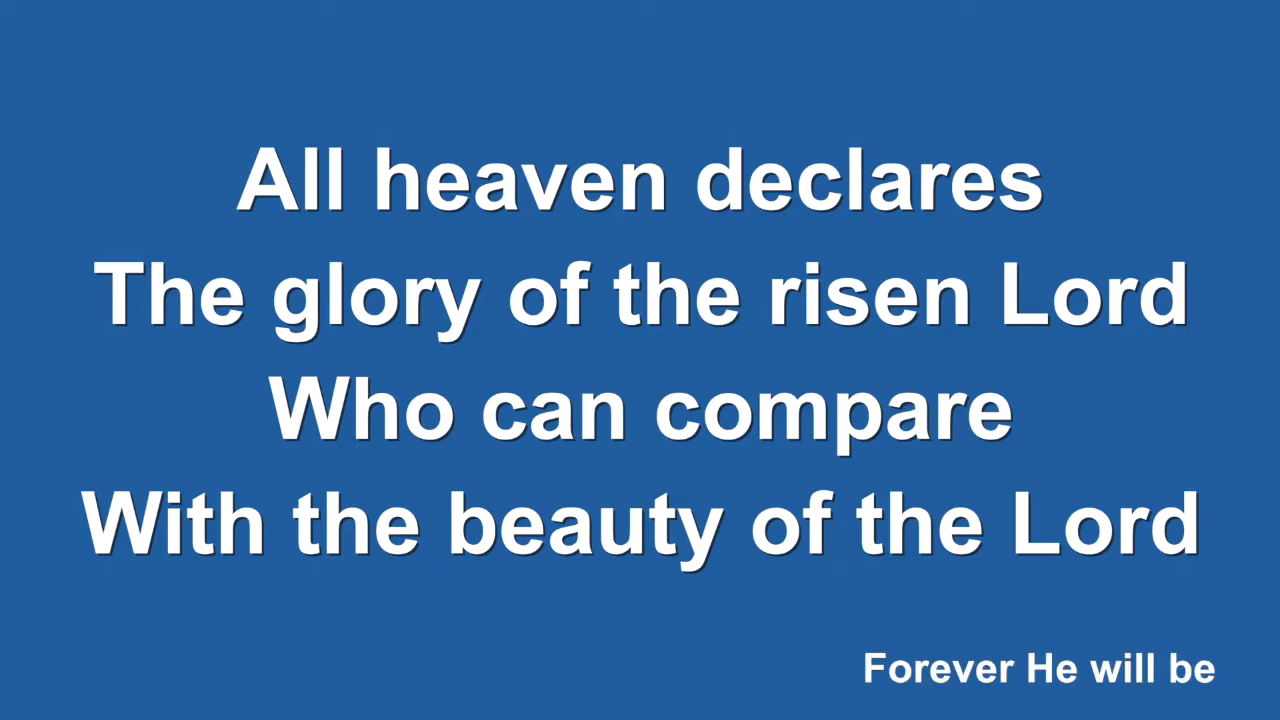 All heaven declares
The glory of the risen Lord
Who can compare
With the beauty of the Lord
Forever He will be